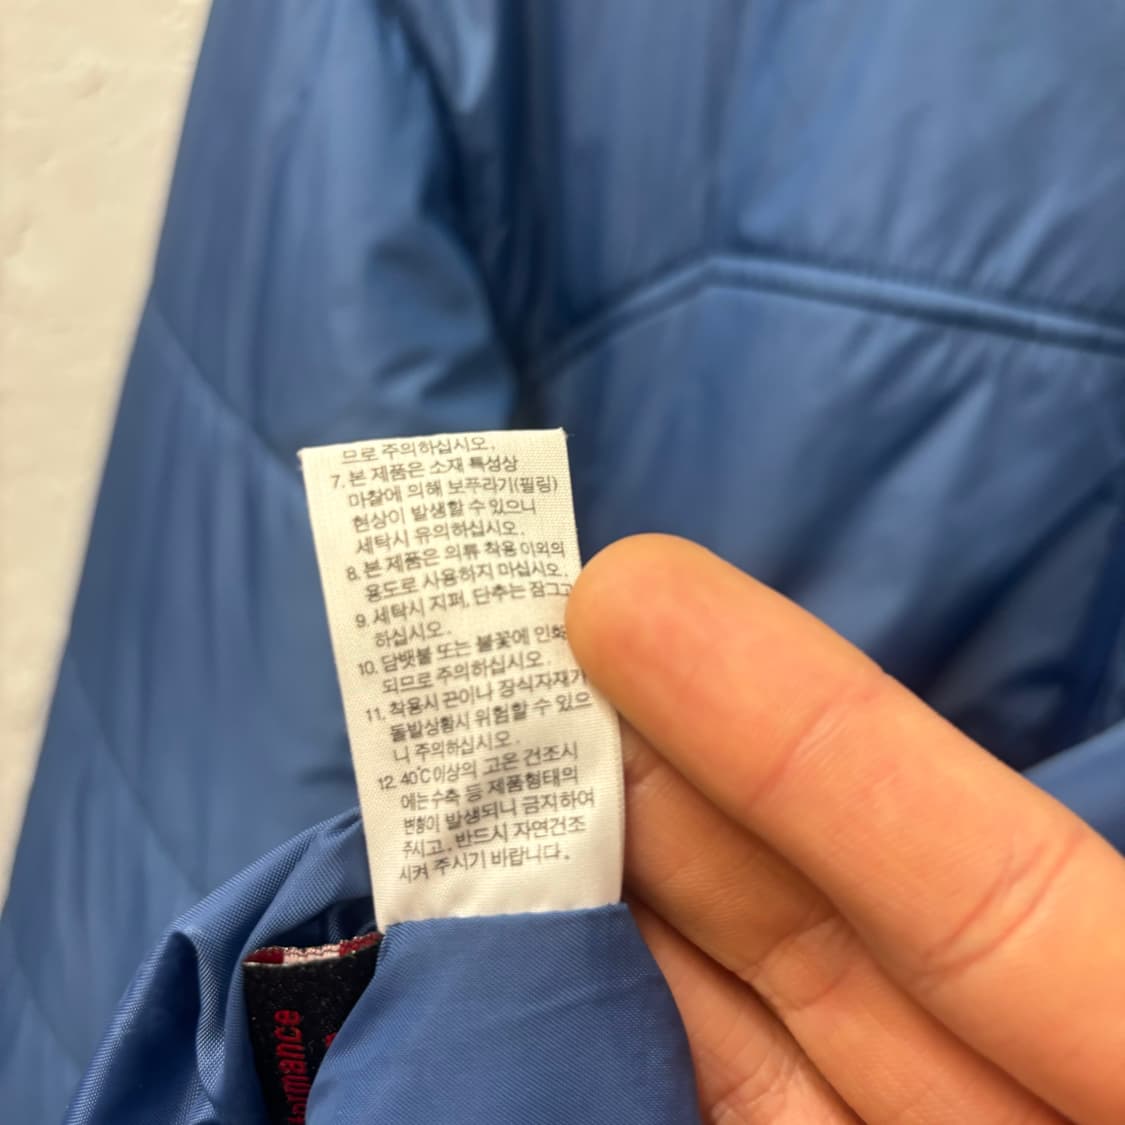 므로 주의하십시오.
7. 본 제품은 소재 특성상
마찰에 의해 보푸라기(필링)
현상이 발생할 수 있으니
세탁시 유의하십시오.
8. 본 제품은 의류 착용 이외의
용도로 사용하지 마십시오.
9. 세탁시 지퍼, 단추는 잠그고
하십시오.
10. 담뱃불 또는 불꽃에 인화
되므로 주의하십시오.
11. 착용시 끈이나 장식자재가
돌발상황시 위험할 수 있으
니 주의하십시오.
12. 40℃이상의 고온 건조시
에는수축 등 제품형태의
변형이 발생되니 금지하여
주시고, 반드시 자연건조
시켜 주시기 바랍니다.
formance